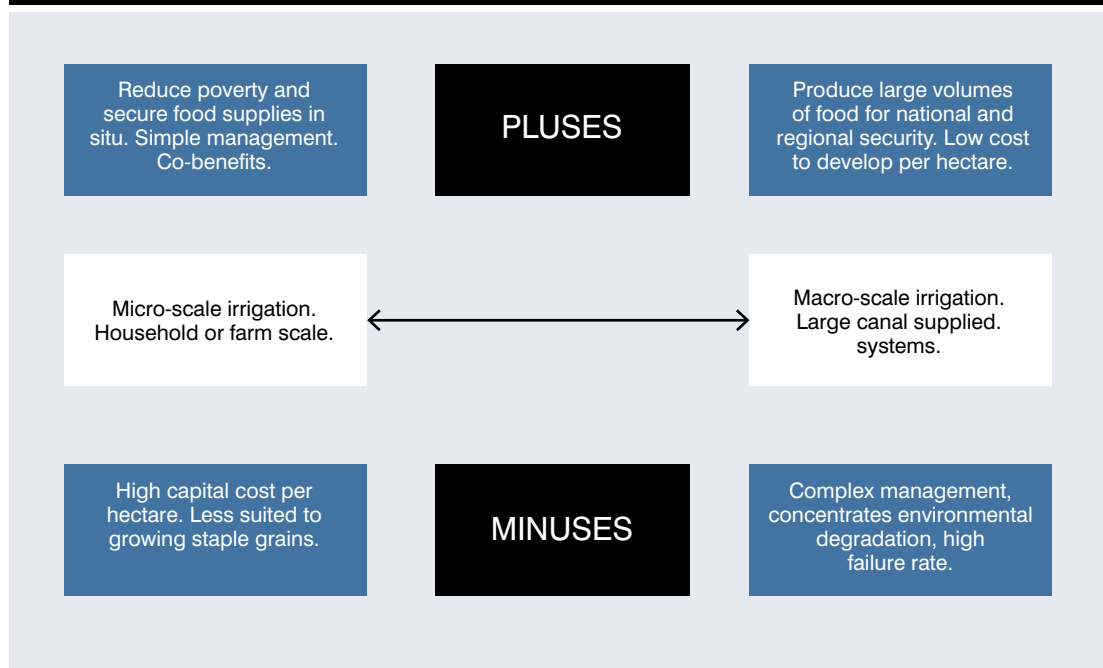 Reduce poverty and
secure food supplies in
situ. Simple management.
Co-benefits.
PLUSES
Produce large volumes
of food for national and
regional security. Low cost
to develop per hectare.
Micro-scale irrigation.
Household or farm scale.
Macro-scale irrigation.
Large canal supplied.
systems.
High capital cost per
hectare. Less suited to
growing staple grains.
MINUSES
Complex management,
concentrates environmental
degradation, high
failure rate.